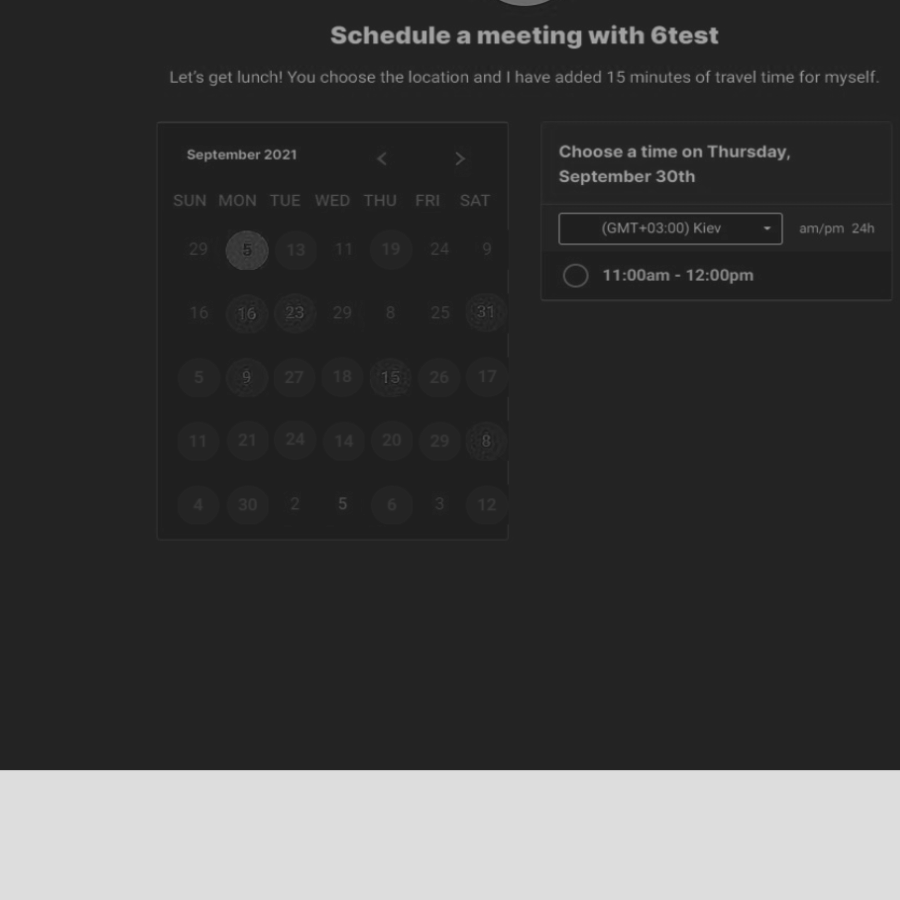 Schedule a meeting with 6test
Let's get lunch! You choose the location and I have added 15 minutes of travel time for myself.
September 2021 < >
SUN MON TUE WED THU FRI SAT
29 5 13 11 19 24 9
16 16 23 29 8 25 31
5 9 27 18 15 26 17
11 21 24 14 20 29 8
4 30 2 5 6 3 12
Choose a time on Thursday,
September 30th
(GMT+03:00) Kiev am/pm 24h
11:00am - 12:00pm